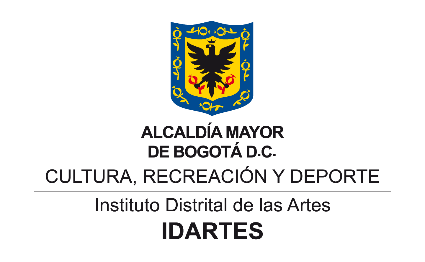 ALCALDÍA MAYOR
DE BOGOTÁ D.C.
CULTURA, RECREACIÓN Y DEPORTE
Instituto Distrital de las Artes
IDARTES